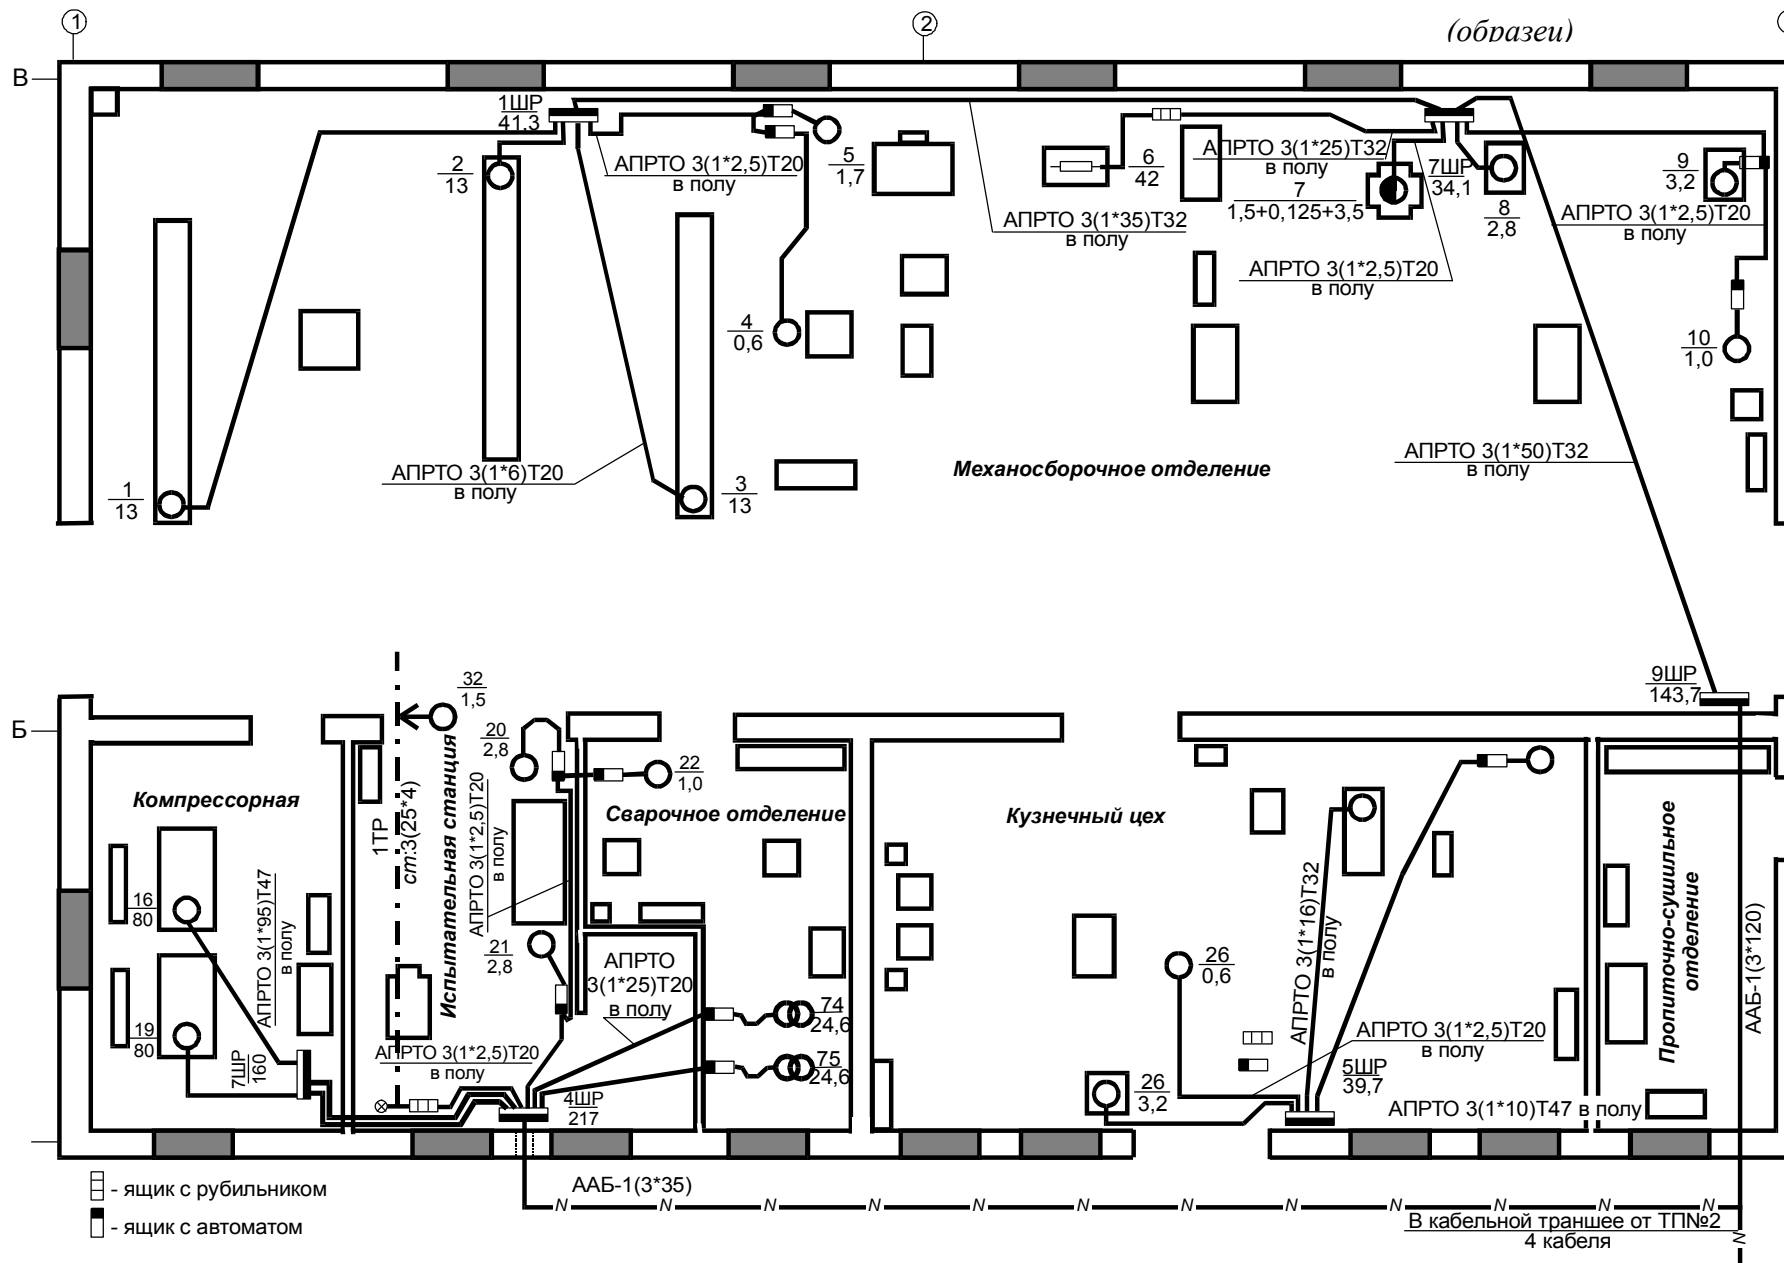 1
2
(образец)
В
1ШР
41.3
2
13
АПРТО 3(1*2,5)Т20
в полу
5
1,7
6
42
АПРТО 3(1*25)Т32
в полу
7
1,5+0,125+3,5
7ШР
34,1
8
2,8
9
3,2
АПРТО 3(1*35)Т32
в полу
АПРТО 3(1*2,5)Т20
в полу
АПРТО 3(1*2,5)Т20
в полу
4
0,6
10
1,0
АПРТО 3(1*6)Т20
в полу
1
13
3
13
Механосборочное отделение
АПРТО 3(1*50)Т32
в полу
9ШР
143,7
Б
32
1,5
20
2,8
22
1,0
Компрессорная
1ТР
ст.3(25*4)
Испытательная станция
АПРТО 3(1*2,5)Т20
в полу
Сварочное отделение
Кузнечный цех
Пропиточно-сушильное
отделение
16
80
АПРТО 3(1*95)Т47
в полу
21
2,8
АПРТО
3(1*25)Т20
в полу
19
80
7ШР
160
74
24,6
75
24,6
26
0,6
АПРТО 3(1*16)Т32
в полу
ААБ-1(3*120)
АПРТО 3(1*2,5)Т20
в полу
АПРТО 3(1*2,5)Т20
в полу
4ШР
217
26
3,2
5ШР
39,7
АПРТО 3(1*10)Т47 в полу
- ящик с рубильником
- ящик с автоматом
ААБ-1(3*35)
N N N N N N N N N N N N
В кабельной траншее от ТП№2
4 кабеля
N